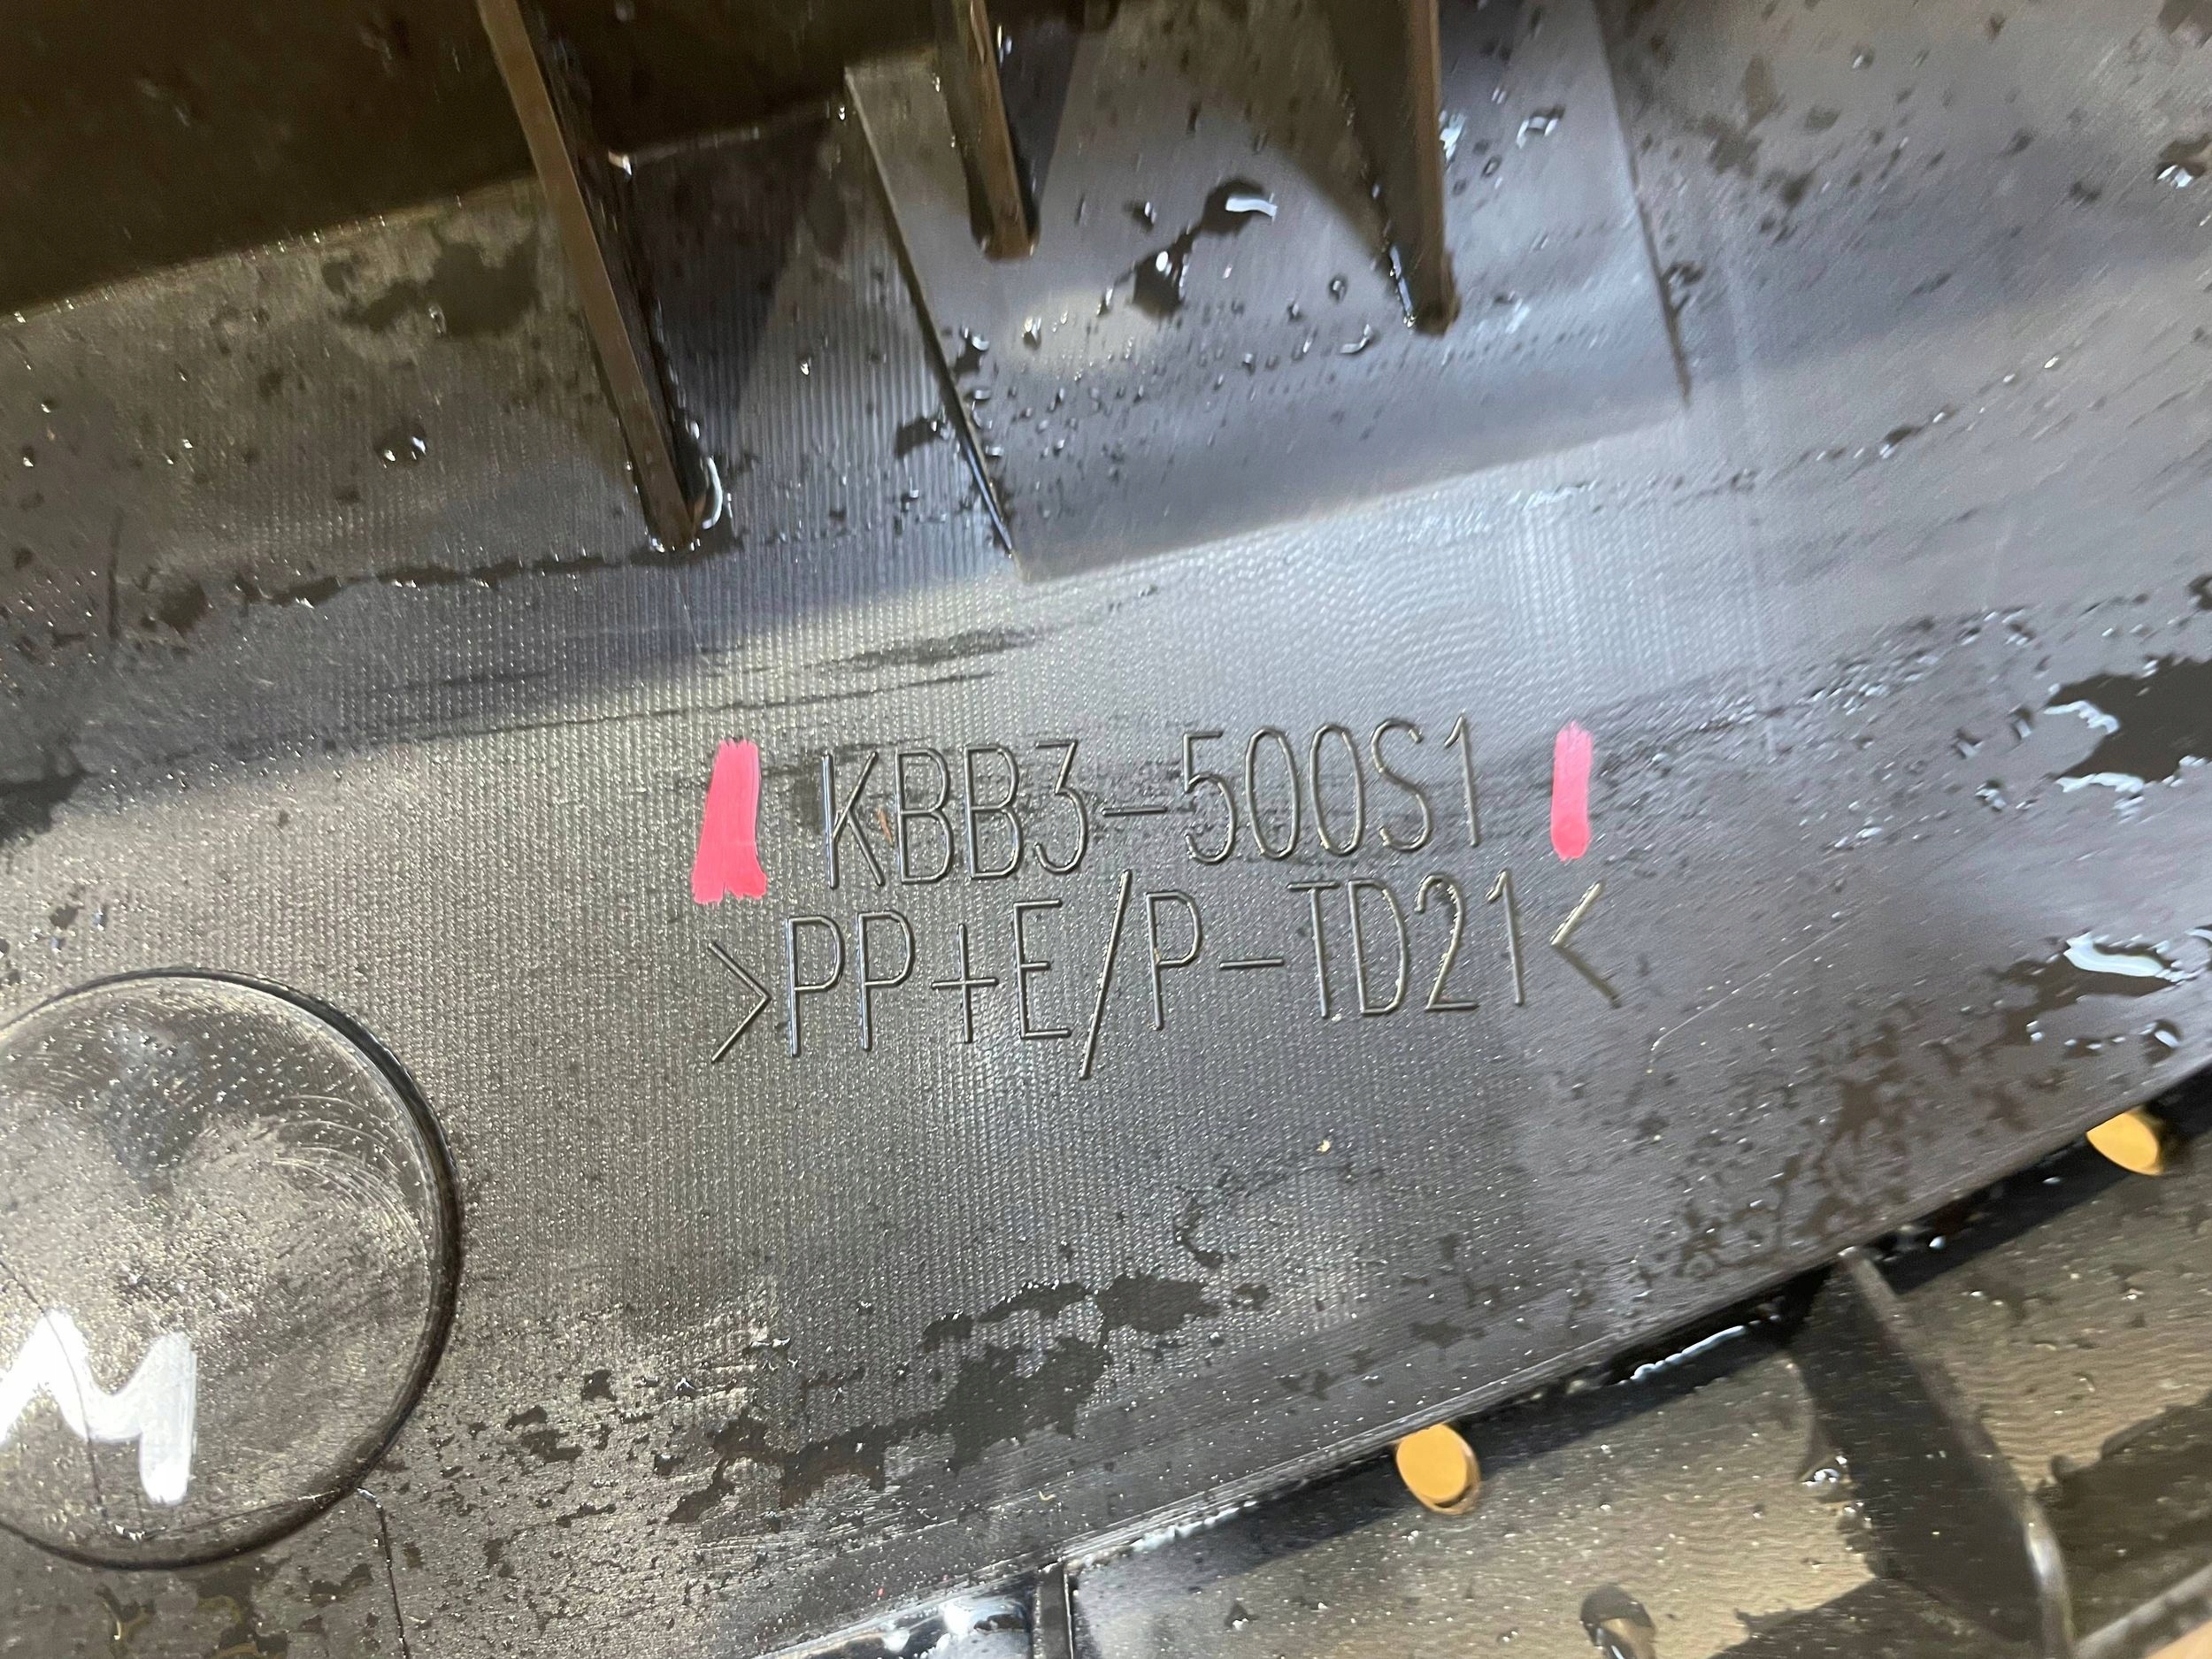 KBB3-500S1
>PP+E/P-TD21<
M